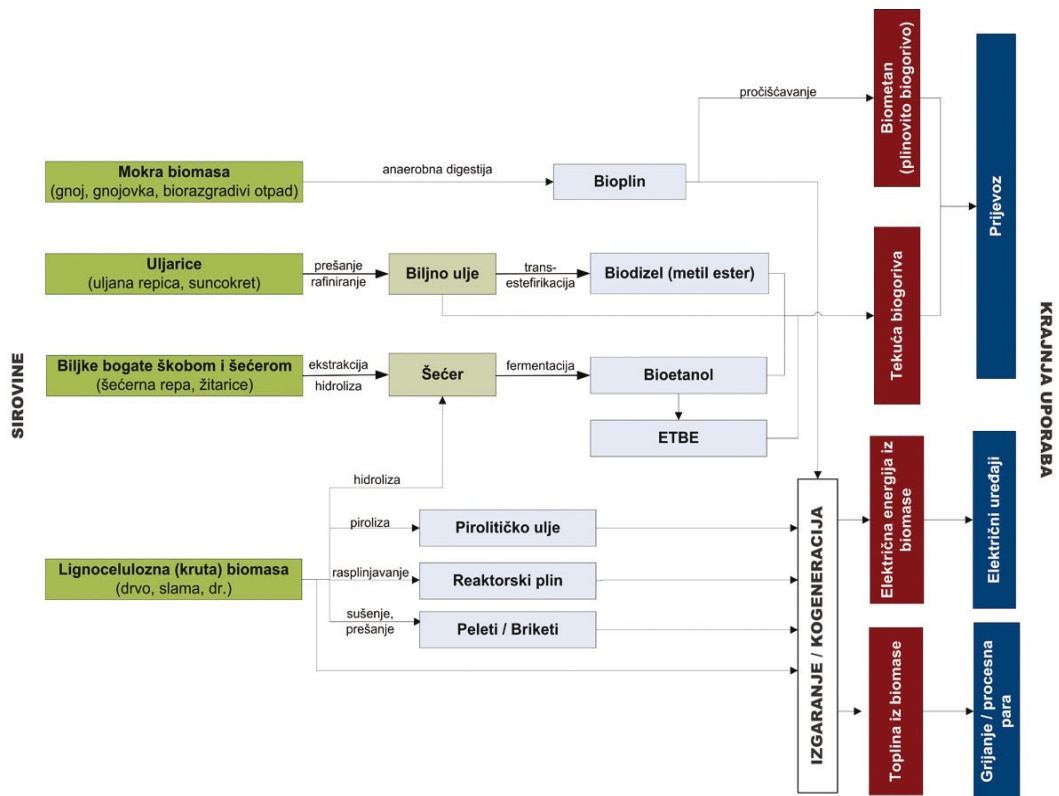 SIROVINE
Mokra biomasa
(gnoj, gnojovka, biorazgradivi otpad)
anaerobna digestija
Bioplin
pročišćavanje
Biometan
(plinovito biogorivo)
Prijevoz
Uljarice
(uljana repica, suncokret)
prešanje
rafiniranje
Biljno ulje
trans-
estefirikacija
Biodizel (metil ester)
Tekuća biogoriva
Biljke bogate škobom i šećerom
(šećerna repa, žitarice)
ekstrakcija
hidroliza
Šećer
fermentacija
Bioetanol
ETBE
Lignocelulozna (kruta) biomasa
(drvo, slama, dr.)
hidroliza
piroliza
Pirolitičko ulje
rasplinjavanje
Reaktorski plin
sušenje,
prešanje
Peleti / Briketi
IZGARANJE / KOGENERACIJA
Električna energija iz
biomase
Električni uređaji
Toplina iz biomase
Grijanje / procesna
para
KRAJNJA UPORABA